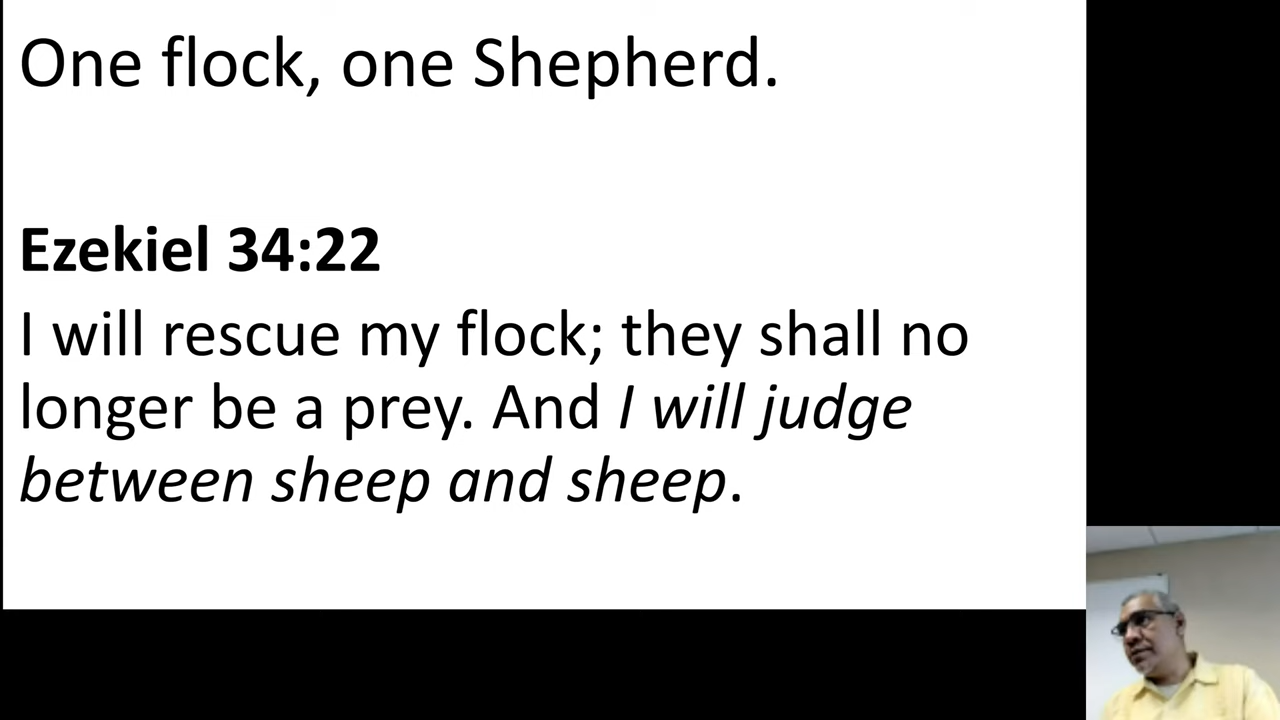 One flock, one Shepherd.
Ezekiel 34:22
I will rescue my flock; they shall no
longer be a prey. And I will judge
between sheep and sheep.